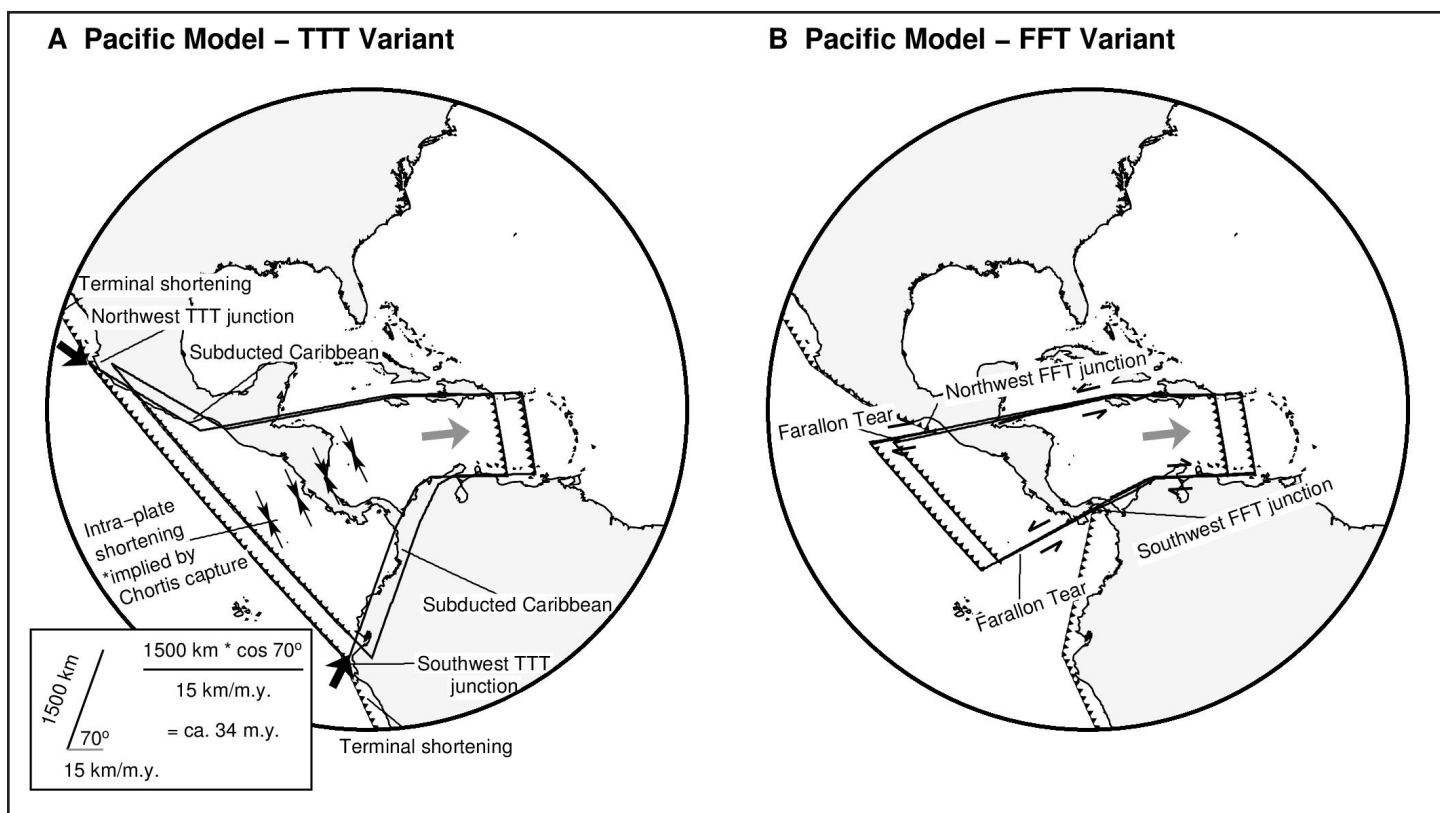 A Pacific Model – TTT Variant
Terminal shortening
Northwest TTT junction
Subducted Caribbean
Intra–plate
shortening
*implied by
Chortis capture
Subducted Caribbean
Southwest TTT
junction
Terminal shortening
1500 km
70º
15 km/m.y.
1500 km * cos 70º
15 km/m.y.
= ca. 34 m.y.
B Pacific Model – FFT Variant
Northwest FFT junction
Farallon Tear
Southwest FFT junction
Farallon Tear